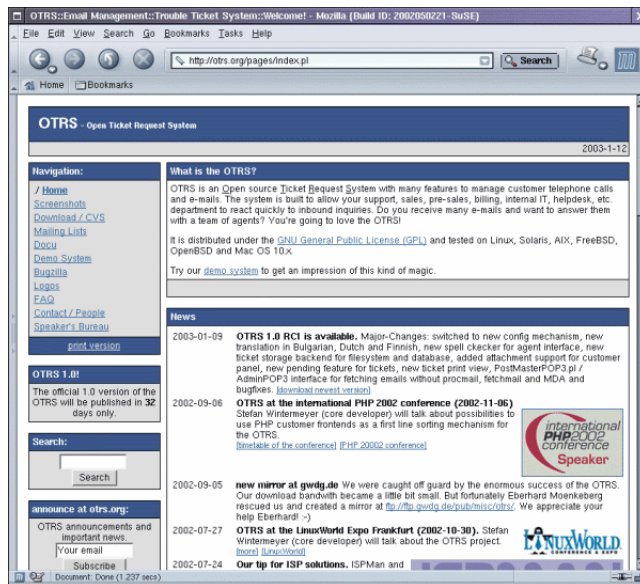 OTRS::Email Management::Trouble Ticket System::Welcome! - Mozilla {Build ID: 2002050221-SuSE}
File Edit View Search Go Bookmarks Tasks Help
http://otrs.org/pages/index.pl
Search
Home Bookmarks
OTRS - Open Ticket Request System
2003-1-12
Navigation:
/ Home
Screenshots
Download / CVS
Mailing Lists
Docu
Demo System
Bugzilla
Logos
FAQ
Contact / People
Speaker's Bureau
print version
OTRS 1.0!
The official 1.0 version of the
OTRS will be published in 32
days only.
Search:
Search
announce at otrs.org:
OTRS announcements and
important news.
Your email
Subscribe
What is the OTRS?
OTRS is an Open source Ticket Request System with many features to manage customer telephone calls
and e-mails. The system is built to allow your support, sales, pre-sales, billing, internal IT, helpdesk, etc.
department to react quickly to inbound inquiries. Do you receive many e-mails and want to answer them
with a team of agents? You're going to love the OTRS!
It is distributed under the GNU General Public License (GPL) and tested on Linux, Solaris, AIX, FreeBSD,
OpenBSD and Mac OS 10.x.
Try our demo system to get an impression of this kind of magic.
News
2003-01-09 OTRS 1.0 RC1 is available. Major-Changes: switched to new config mechanism, new
translation in Bulgarian, Dutch and Finnish, new spell ckecker for agent interface, new
ticket storage backend for filesystem and database, added attachment support for customer
panel, new pending feature for tickets, new ticket print view, PostMasterPOP3.pl /
AdminPOP3 interface for fetching emails without procmail, fetchmail and MDA and
bugfixes. [download newest version]
2002-09-06 OTRS at the international PHP 2002 conference (2002-11-06)
Stefan Wintermeyer (core developer) will talk about possibilities to
use PHP customer frontends as a first line sorting mechanism for
the OTRS.
[timetable of the conference] [PHP 20002 conference]
international
PHP2002
conference
Speaker
2002-09-05 new mirror at gwdg.de We were caught off guard by the enormous success of the OTRS.
Our download bandwith became a little bit small. But fortunately Eberhard Moenkeberg
rescued us and created a mirror at ftp://ftp.gwdg.de/pub/misc/otrs/. We appreciate your
help Eberhard! :-)
2002-07-27 OTRS at the LinuxWorld Expo Frankfurt (2002-10-30). Stefan
Wintermeyer (core developer) will talk about the OTRS project.
[more] [LinuxWorld]
LINUXWORLD
CONFERENCE & EXPO
2002-07-24 Our tip for ISP solutions. ISPMan and
Document: Done (1.237 secs)